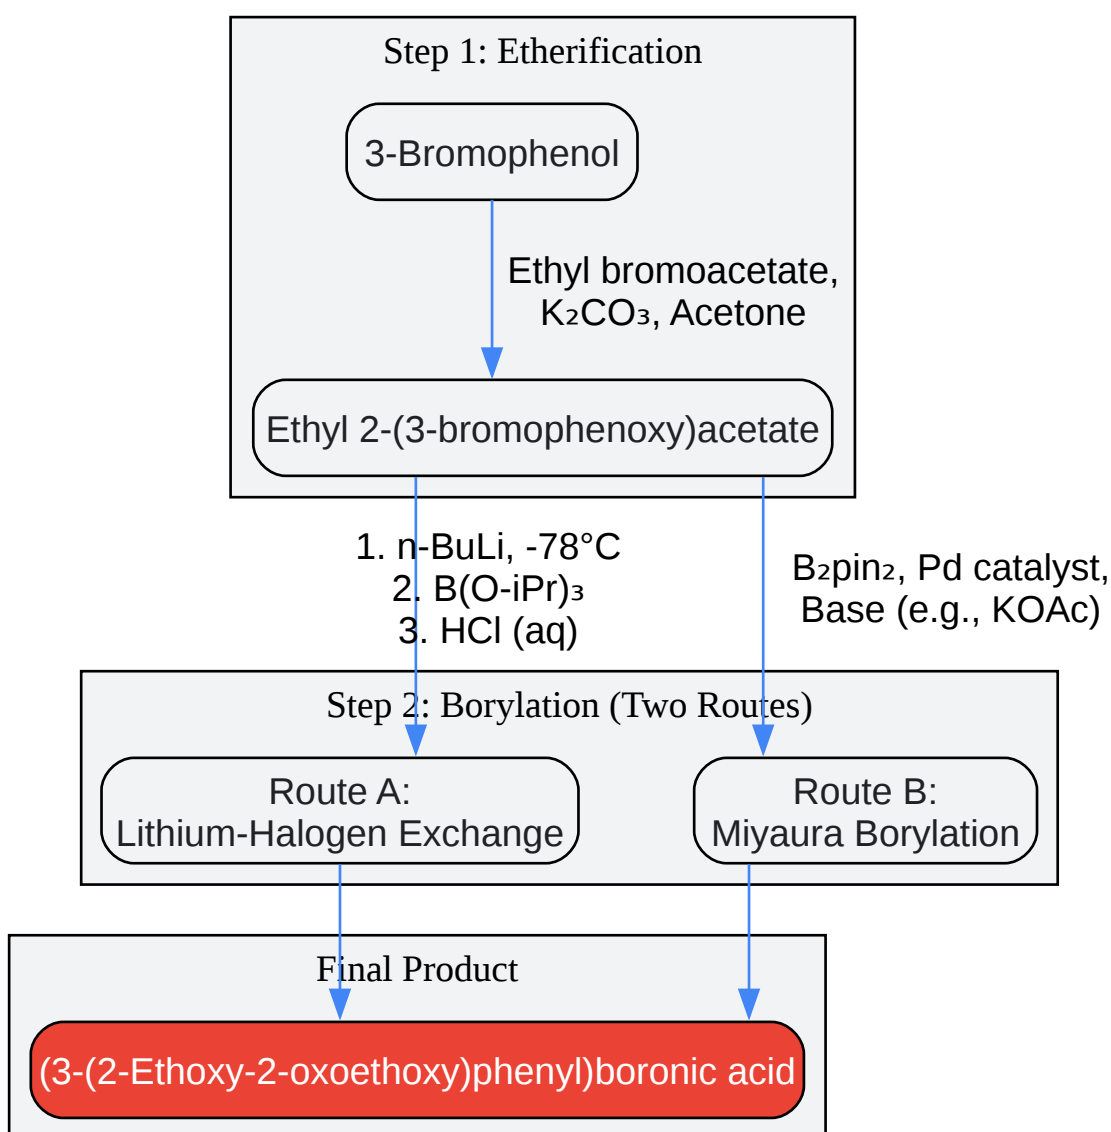 Step 1: Etherification
3-Bromophenol
Ethyl bromoacetate,
K₂CO₃, Acetone
Ethyl 2-(3-bromophenoxy)acetate
1. n-BuLi, -78°C
2. B(O-iPr)₃
3. HCl (aq)
B₂pin₂, Pd catalyst,
Base (e.g., KOAc)
Step 2: Borylation (Two Routes)
Route A:
Lithium-Halogen Exchange
Route B:
Miyaura Borylation
Final Product
(3-(2-Ethoxy-2-oxoethoxy)phenyl)boronic acid